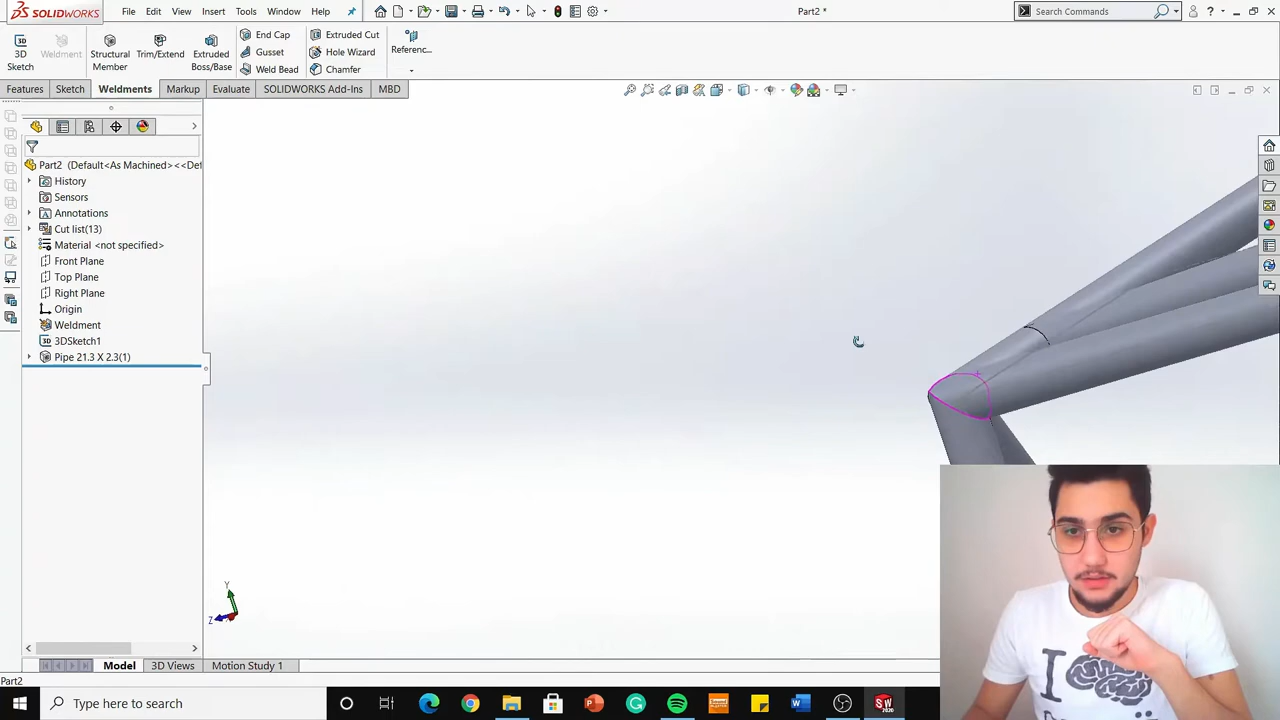 SOLIDWORKS
File Edit View Insert Tools Window Help
Part2 *
Search Commands
3D Sketch
Weldment
Structural Member
Trim/Extend
Extruded Boss/Base
End Cap
Gusset
Weld Bead
Extruded Cut
Hole Wizard
Chamfer
Referenc...
Features Sketch Weldments Markup Evaluate SOLIDWORKS Add-Ins MBD
Part2 (Default<As Machined><<Def
History
Sensors
Annotations
Cut list(13)
Material <not specified>
Front Plane
Top Plane
Right Plane
Origin
Weldment
3DSketch1
Pipe 21.3 X 2.3(1)
Y
Z
Model 3D Views Motion Study 1
Part2
I
Type here to search
SW
2020